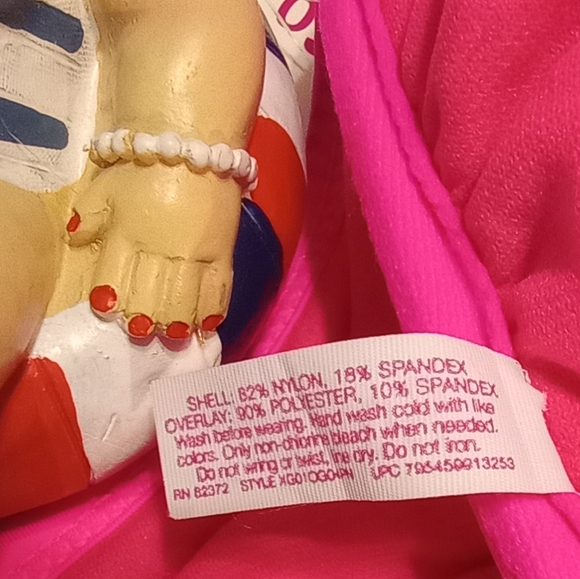 SHELL: 82% NYLON, 18% SPANDEX
OVERLAY: 90% POLYESTER, 10% SPANDEX
Wash before wearing. Hand wash cold with like
colors. Only non-chlorine bleach when needed.
Do not wring or twist, line dry. Do not iron.
RN 82372 STYLE UPC 795459913253